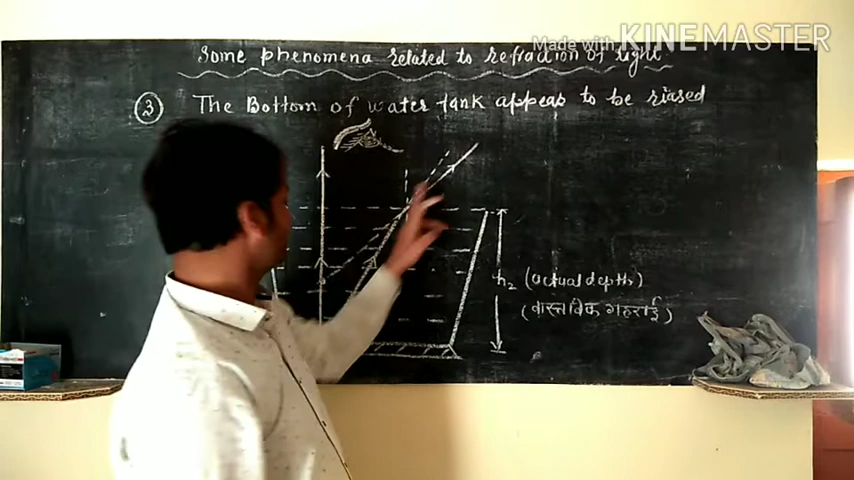 Made with KINEMASTER
Some phenomena related to refraction of light
③ The Bottom of water tank appears to be riased
h₂ (actual depth)
(वास्तविक गहराई)